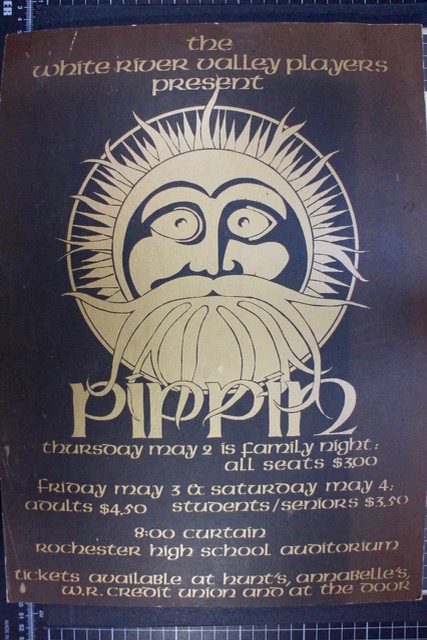 the
white river valley players
present
pippin
thursday may 2 is family night:
all seats $3.00
friday may 3 & saturday may 4:
adults $4.50 students/seniors $3.50
8:00 curtain
rochester high school auditorium
tickets available at hunt's, annabelle's,
w.r. credit union and at the door